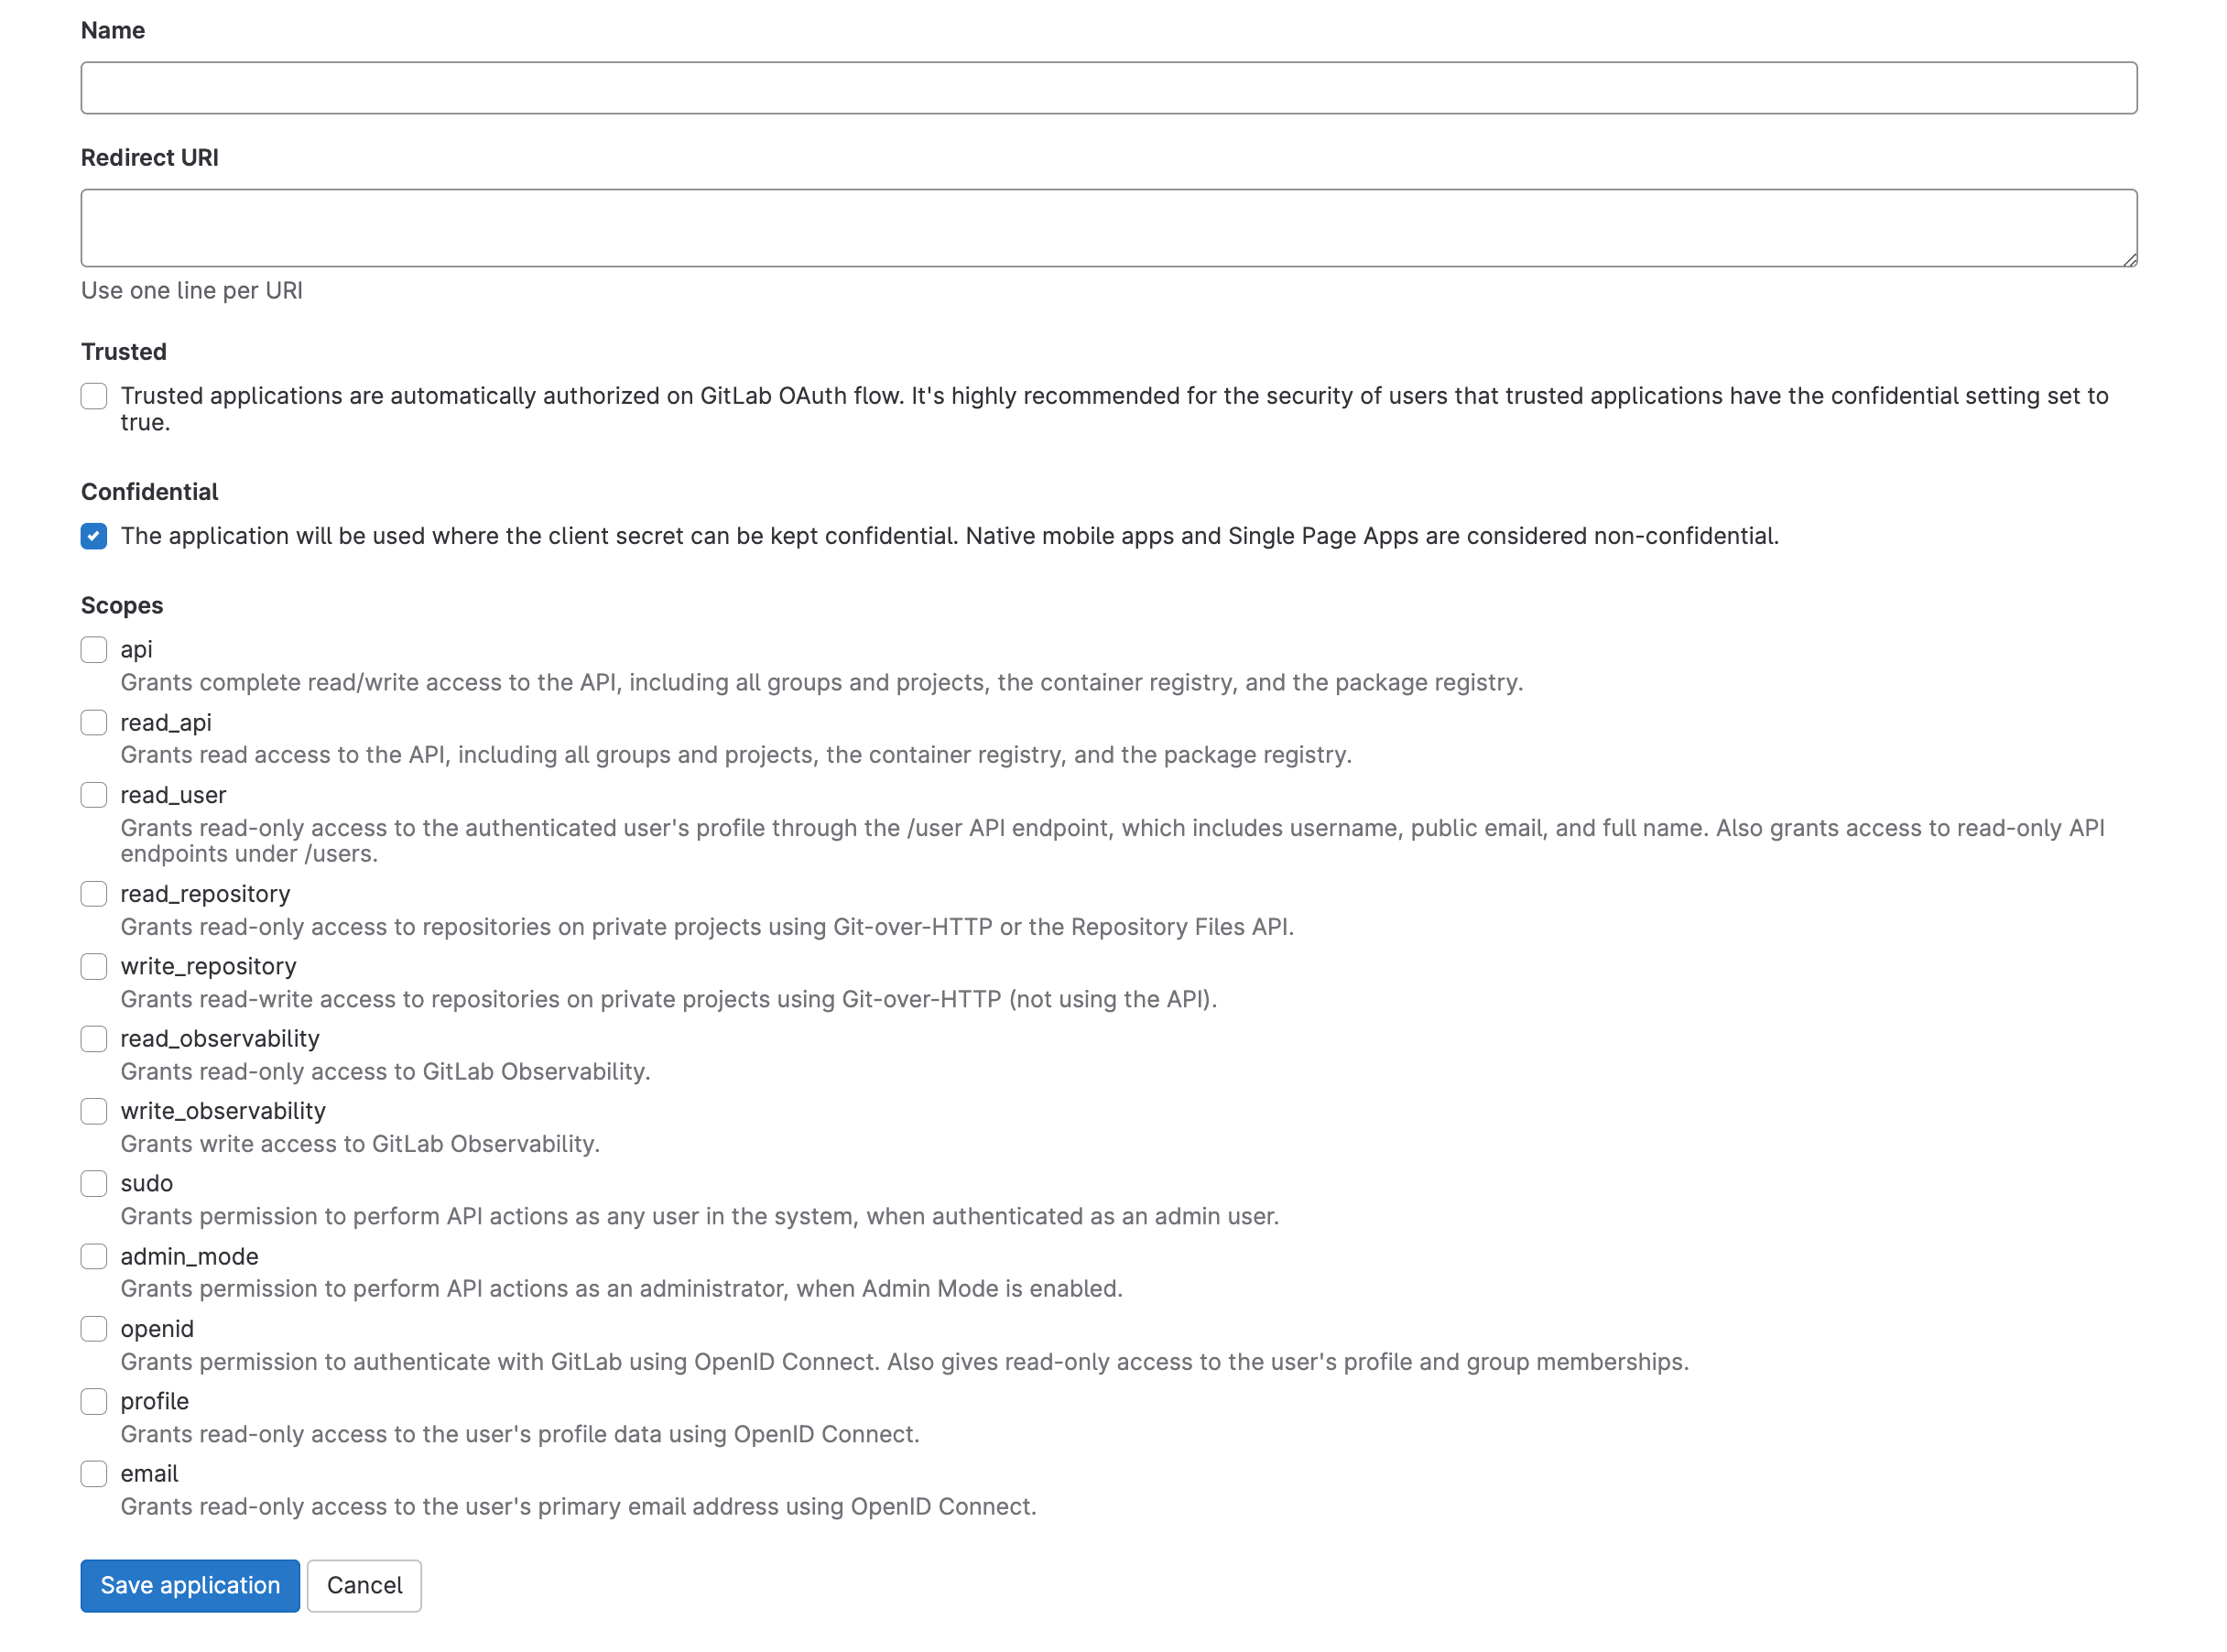 Name
Redirect URI
Use one line per URI
Trusted
Trusted applications are automatically authorized on GitLab OAuth flow. It's highly recommended for the security of users that trusted applications have the confidential setting set to
true.
Confidential
The application will be used where the client secret can be kept confidential. Native mobile apps and Single Page Apps are considered non-confidential.
Scopes
api
Grants complete read/write access to the API, including all groups and projects, the container registry, and the package registry.
read_api
Grants read access to the API, including all groups and projects, the container registry, and the package registry.
read_user
Grants read-only access to the authenticated user's profile through the /user API endpoint, which includes username, public email, and full name. Also grants access to read-only API
endpoints under /users.
read_repository
Grants read-only access to repositories on private projects using Git-over-HTTP or the Repository Files API.
write_repository
Grants read-write access to repositories on private projects using Git-over-HTTP (not using the API).
read_observability
Grants read-only access to GitLab Observability.
write_observability
Grants write access to GitLab Observability.
sudo
Grants permission to perform API actions as any user in the system, when authenticated as an admin user.
admin_mode
Grants permission to perform API actions as an administrator, when Admin Mode is enabled.
openid
Grants permission to authenticate with GitLab using OpenID Connect. Also gives read-only access to the user's profile and group memberships.
profile
Grants read-only access to the user's profile data using OpenID Connect.
email
Grants read-only access to the user's primary email address using OpenID Connect.
Save application Cancel